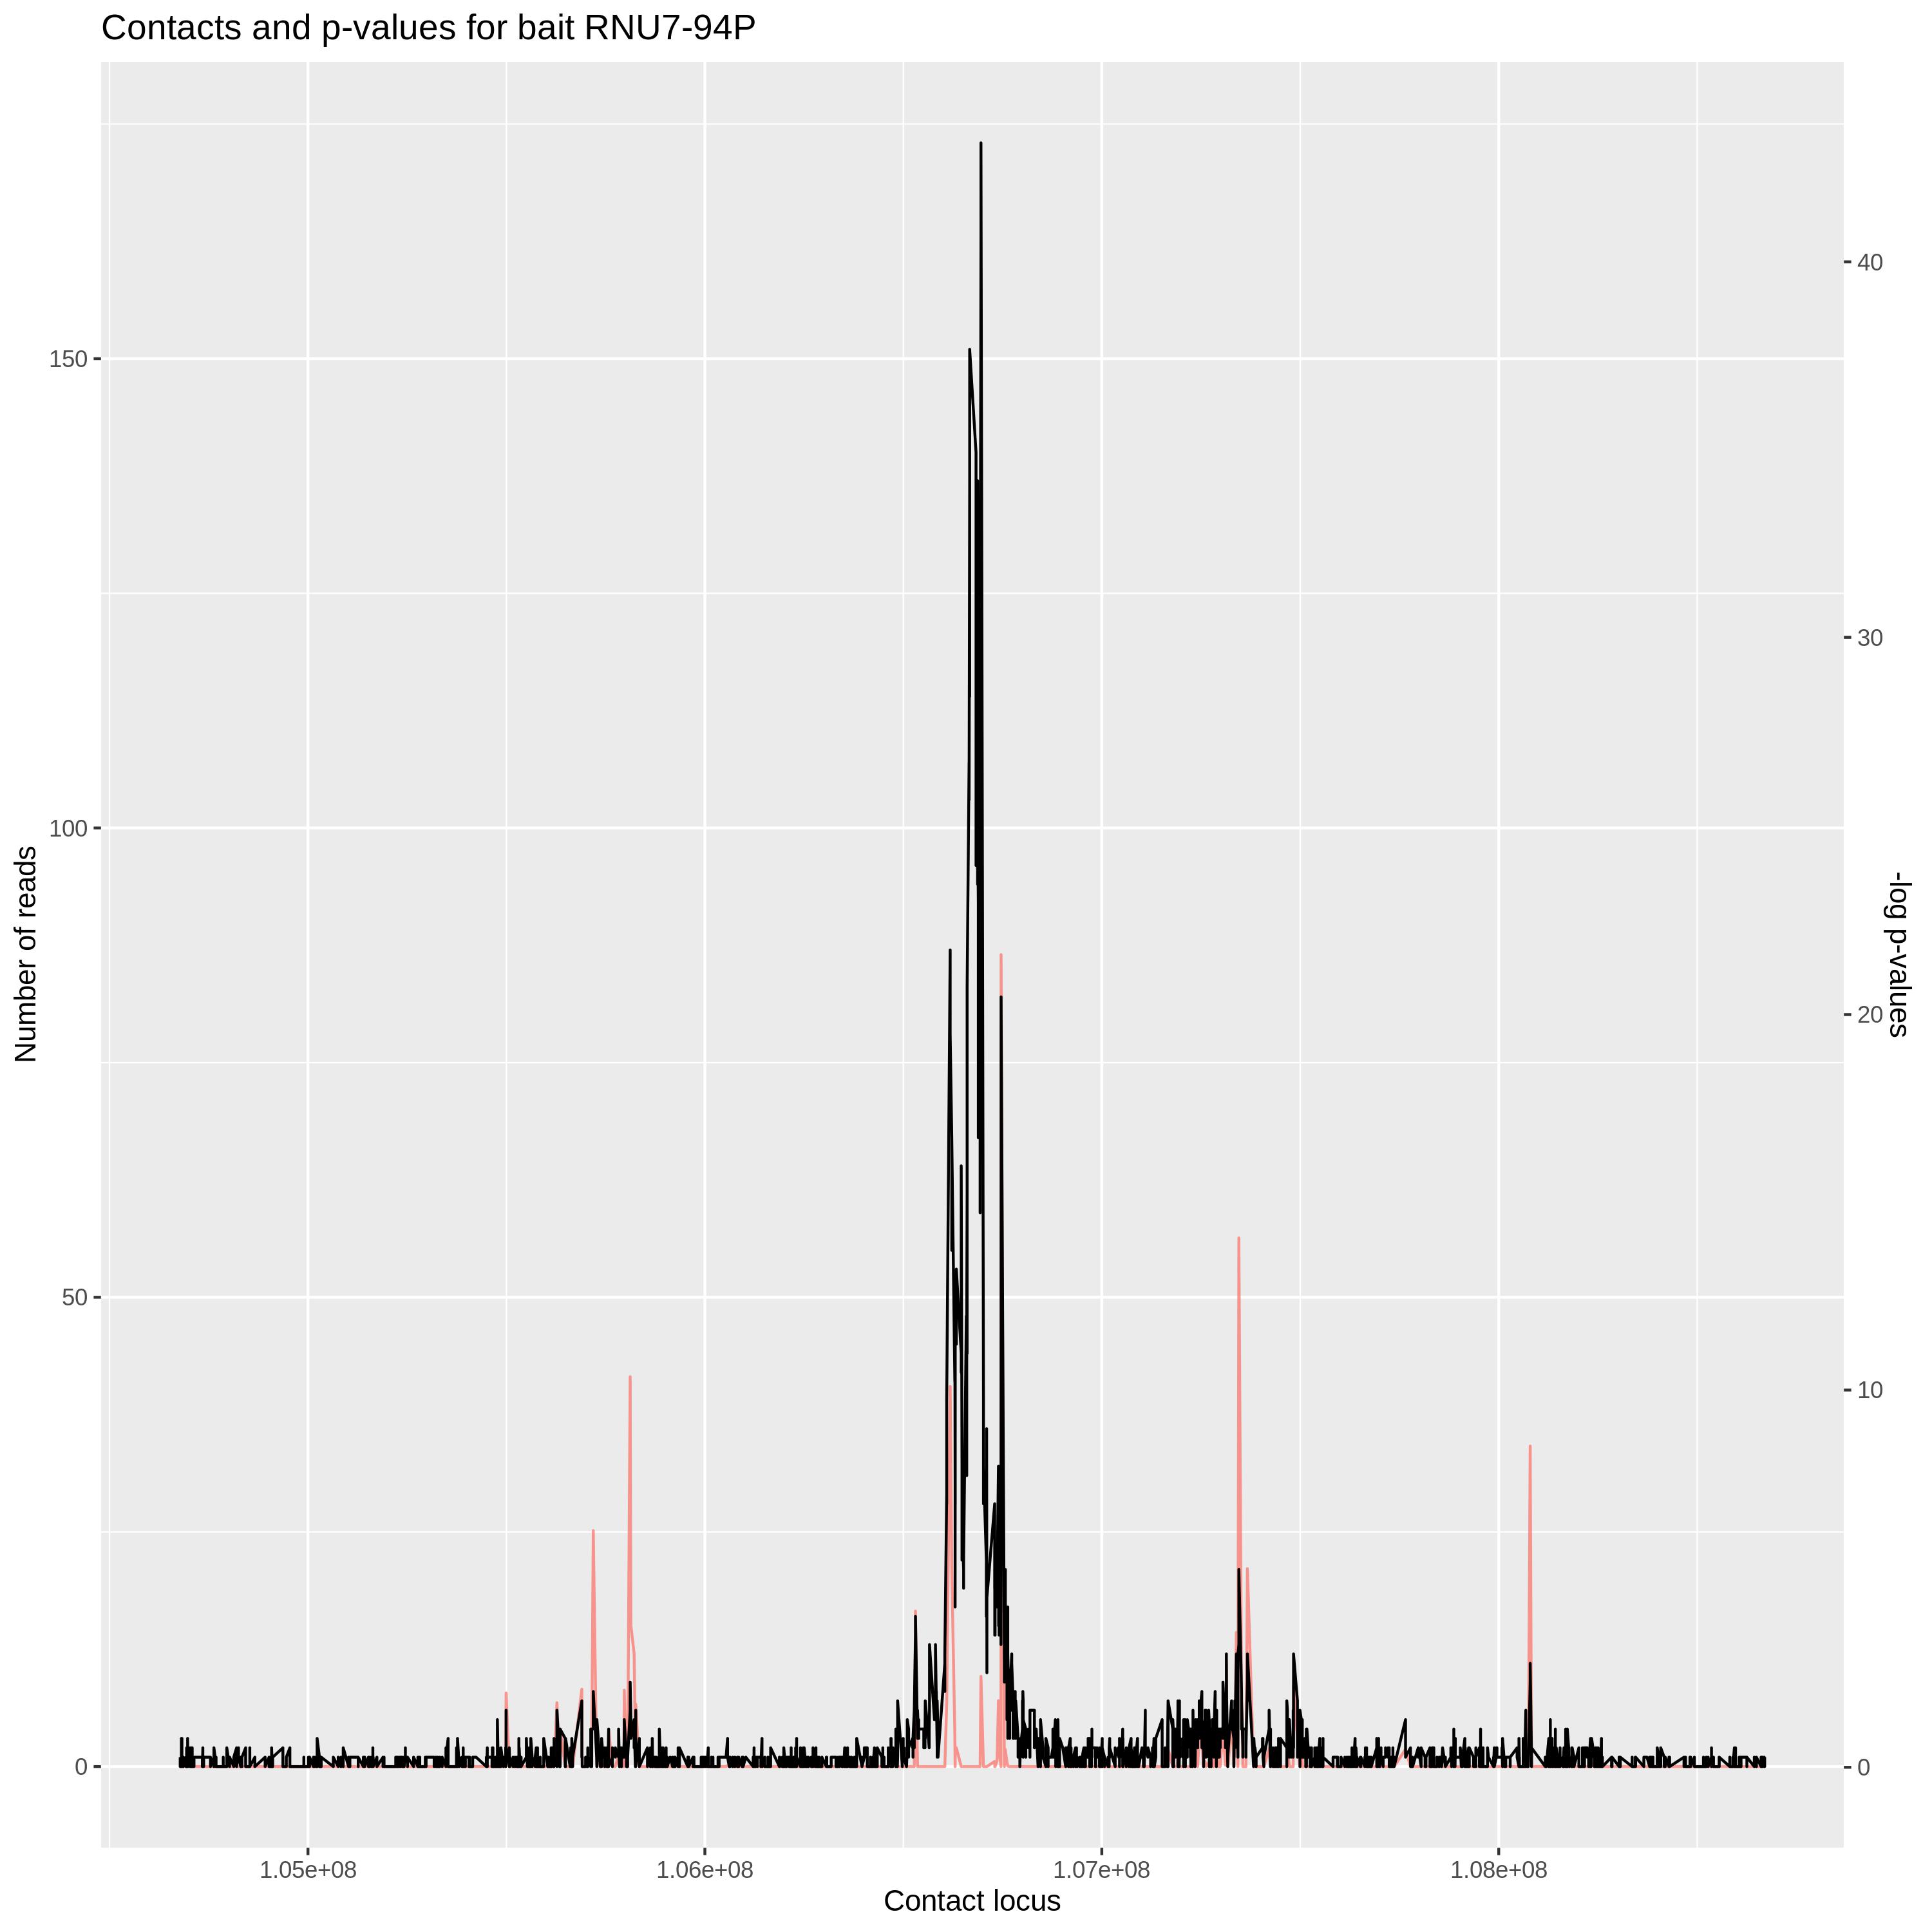 Contacts and p-values for bait RNU7-94P
150
100
50
0
Number of reads
40
30
20
10
0
-log p-values
1.05e+08 1.06e+08 1.07e+08 1.08e+08
Contact locus